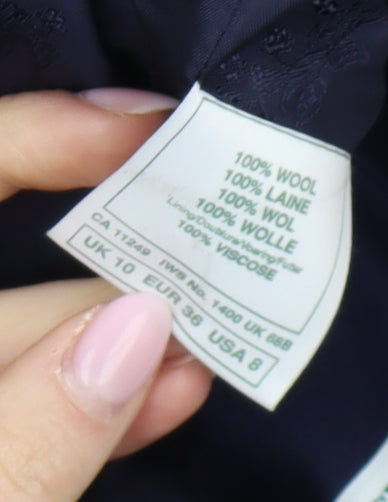 100% WOOL
100% LAINE
100% WOL
100% WOLLE
Lining/Doublure/Voering/Futter
100% VISCOSE
CA 11249 IWS No. 1400 UK 68B
UK 10 EUR 36 USA 8